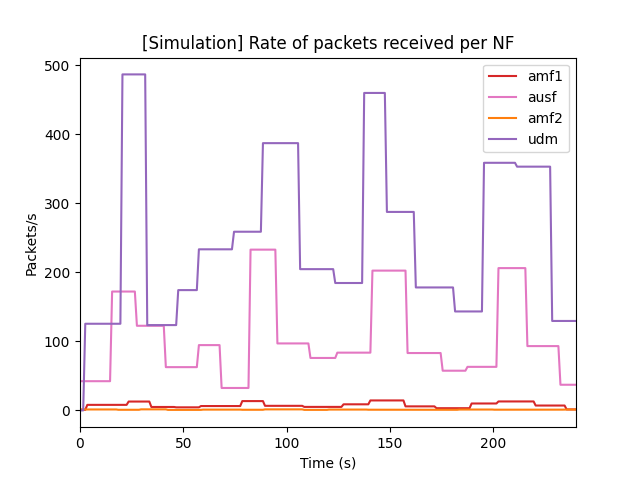 [Simulation] Rate of packets received per NF
500
400
300
200
100
0
Packets/s
amf1
ausf
amf2
udm
0
50
100
150
200
Time (s)